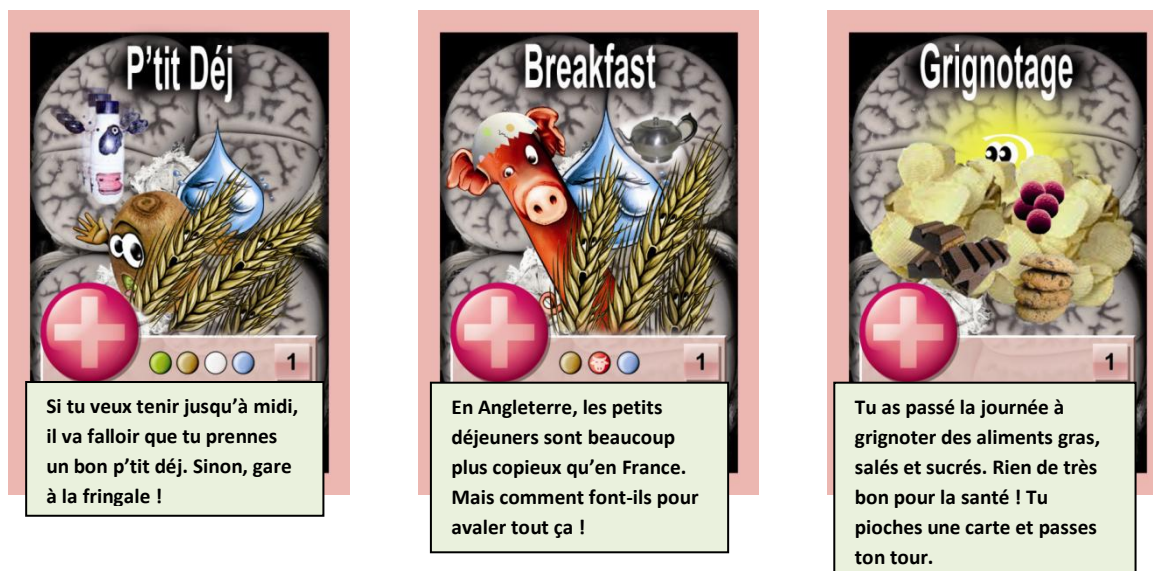 P'tit Déj
1
Si tu veux tenir jusqu'à midi,
il va falloir que tu prennes
un bon p'tit déj. Sinon, gare
à la fringale !
Breakfast
1
En Angleterre, les petits
déjeuners sont beaucoup
plus copieux qu'en France.
Mais comment font-ils pour
avaler tout ça !
Grignotage
1
Tu as passé la journée à
grignoter des aliments gras,
salés et sucrés. Rien de très
bon pour la santé ! Tu
pioches une carte et passes
ton tour.